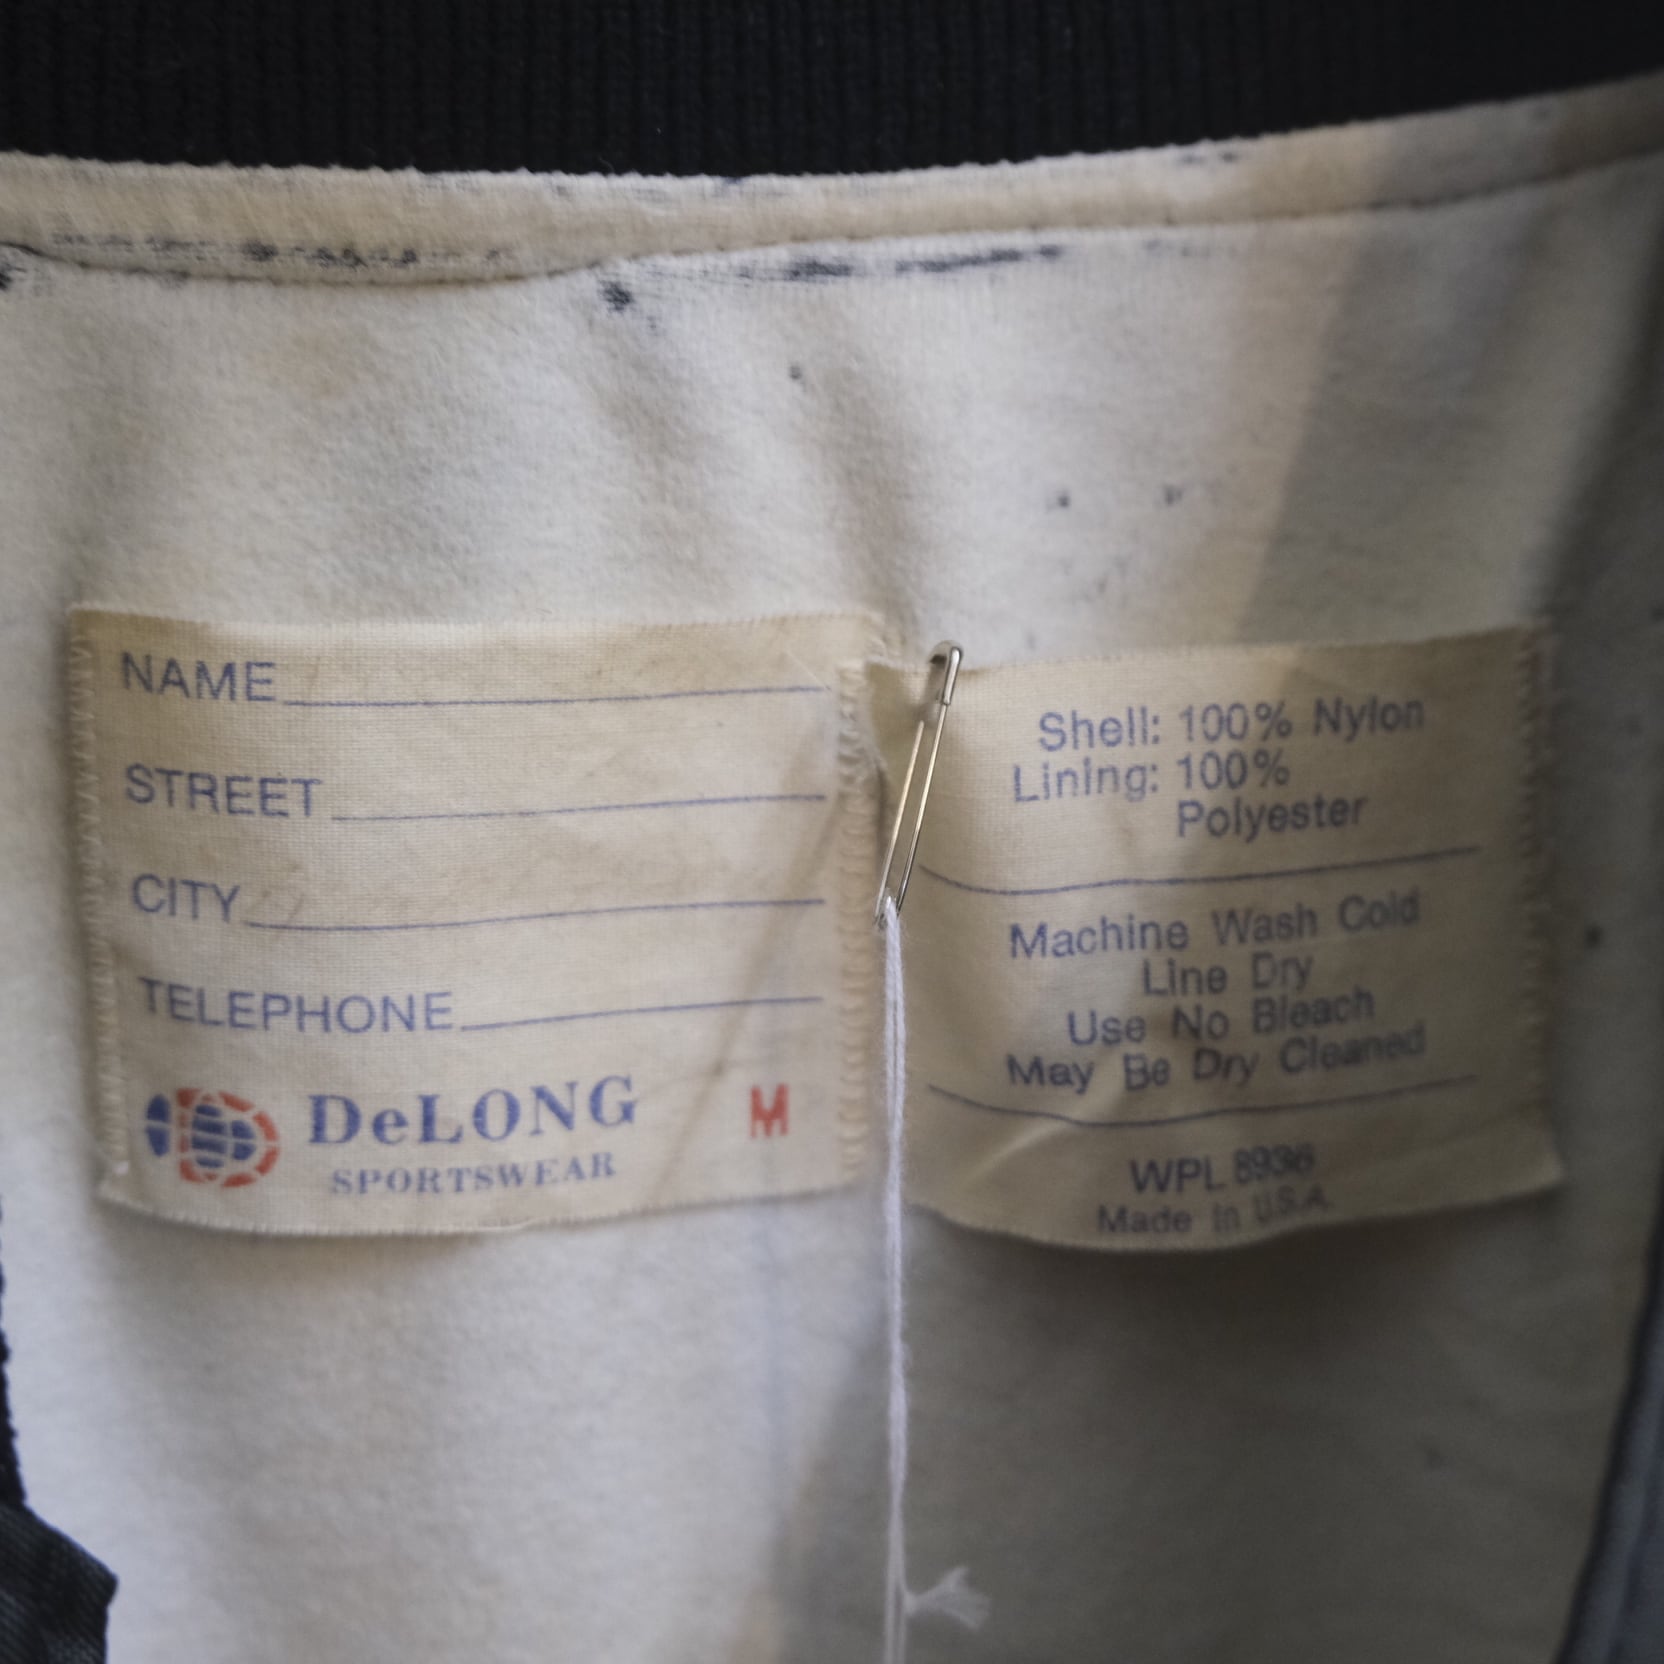 NAME
STREET
CITY
TELEPHONE
DeLONG
SPORTSWEAR
M
Shell: 100% Nylon
Lining: 100%
Polyester
Machine Wash Cold
Line Dry
Use No Bleach
May Be Dry Cleaned
WPL 8936
Made in U.S.A.